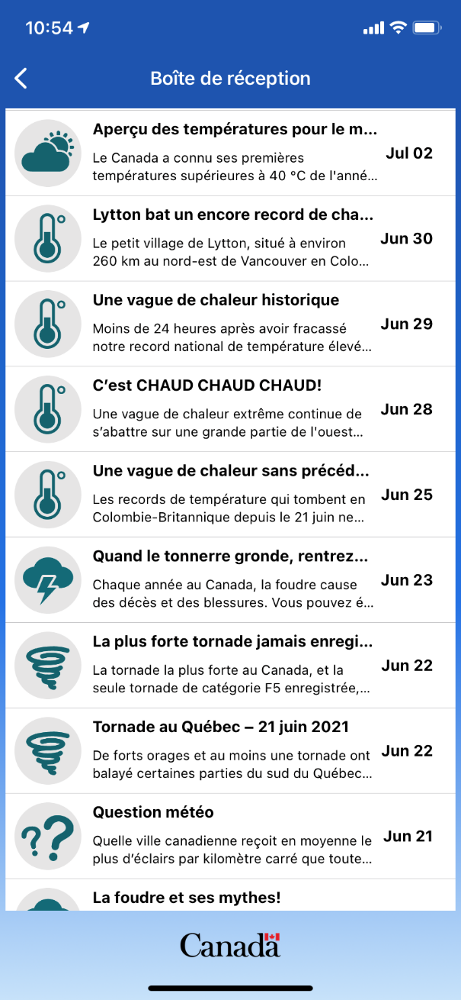 10:54
Boîte de réception
Aperçu des températures pour le m...
Le Canada a connu ses premières
températures supérieures à 40 °C de l'anné...
Jul 02
Lytton bat un encore record de cha...
Le petit village de Lytton, situé à environ
260 km au nord-est de Vancouver en Colo...
Jun 30
Une vague de chaleur historique
Moins de 24 heures après avoir fracassé
notre record national de température élevé...
Jun 29
C’est CHAUD CHAUD CHAUD!
Une vague de chaleur extrême continue de
s’abattre sur une grande partie de l'ouest...
Jun 28
Une vague de chaleur sans précéd...
Les records de température qui tombent en
Colombie-Britannique depuis le 21 juin ne...
Jun 25
Quand le tonnerre gronde, rentrez...
Chaque année au Canada, la foudre cause
des décès et des blessures. Vous pouvez é...
Jun 23
La plus forte tornade jamais enregi...
La tornade la plus forte au Canada, et la
seule tornade de catégorie F5 enregistrée,...
Jun 22
Tornade au Québec – 21 juin 2021
De forts orages et au moins une tornade ont
balayé certaines parties du sud du Québec...
Jun 22
Question météo
Quelle ville canadienne reçoit en moyenne le
plus d’éclairs par kilomètre carré que toute...
Jun 21
La foudre et ses mythes!
Canada